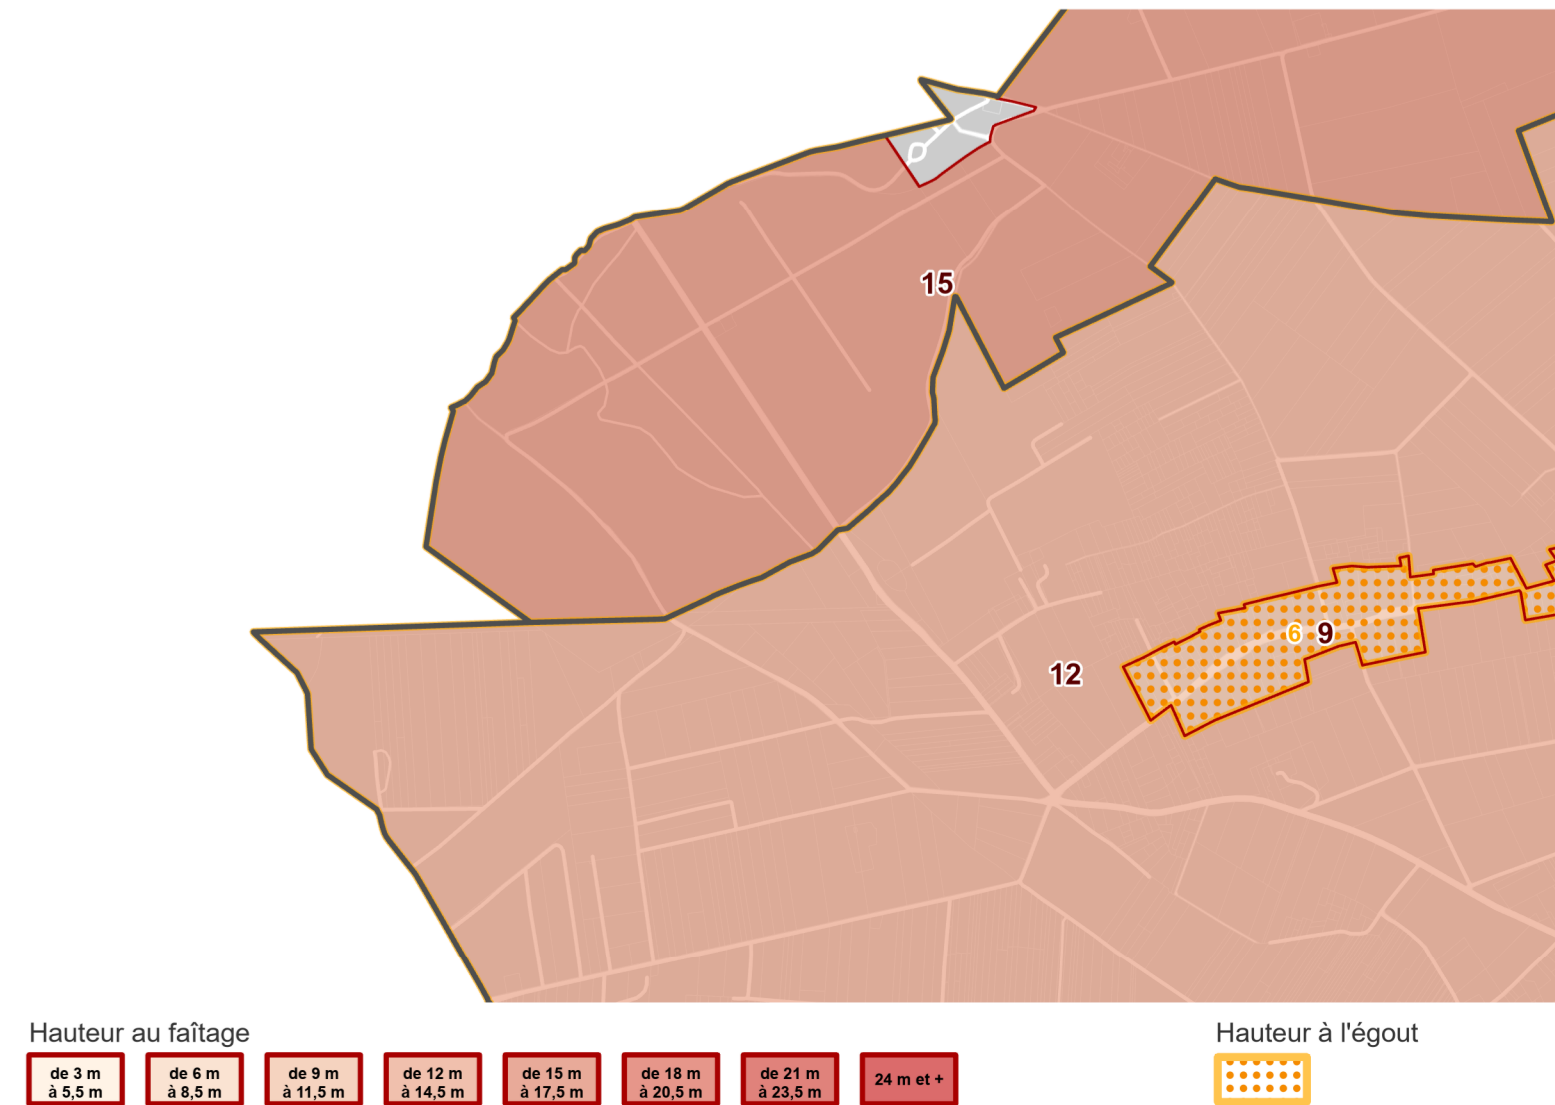 15
6 9
12
Hauteur au faîtage
Hauteur à l'égout
de 3 m
à 5,5 m
de 6 m
à 8,5 m
de 9 m
à 11,5 m
de 12 m
à 14,5 m
de 15 m
à 17,5 m
de 18 m
à 20,5 m
de 21 m
à 23,5 m
24 m et +